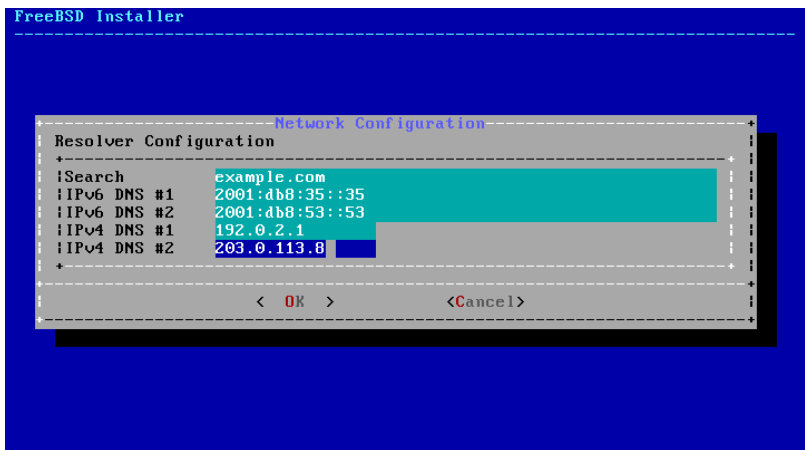 FreeBSD Installer
Network Configuration
Resolver Configuration
Search example.com
IPv6 DNS #1 2001:db8:35::35
IPv6 DNS #2 2001:db8:53::53
IPv4 DNS #1 192.0.2.1
IPv4 DNS #2 203.0.113.8
< OK > <Cancel>